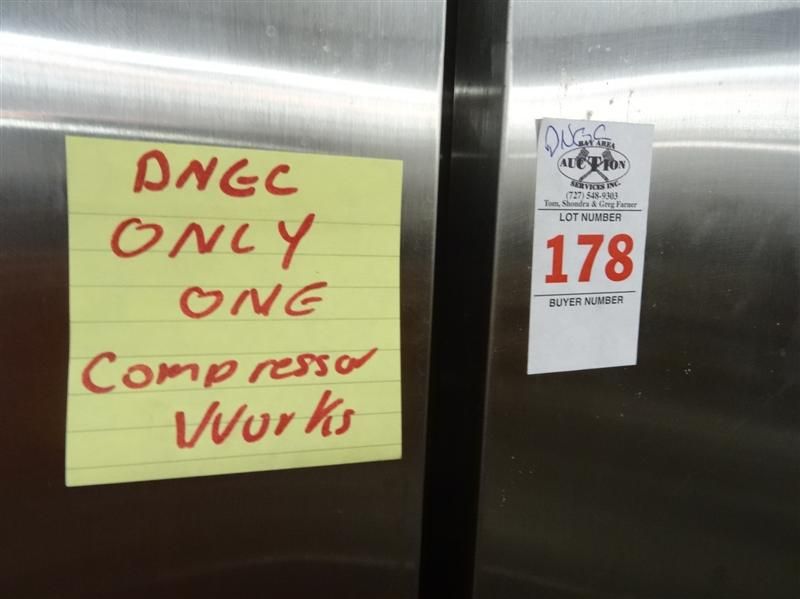 DNGC
ONLY
ONE
Compressor
Works
DNGC
BAY AREA
AUCTION
SERVICES INC.
(727) 548-9303
Tom, Shondra & Greg Farner
LOT NUMBER
178
BUYER NUMBER